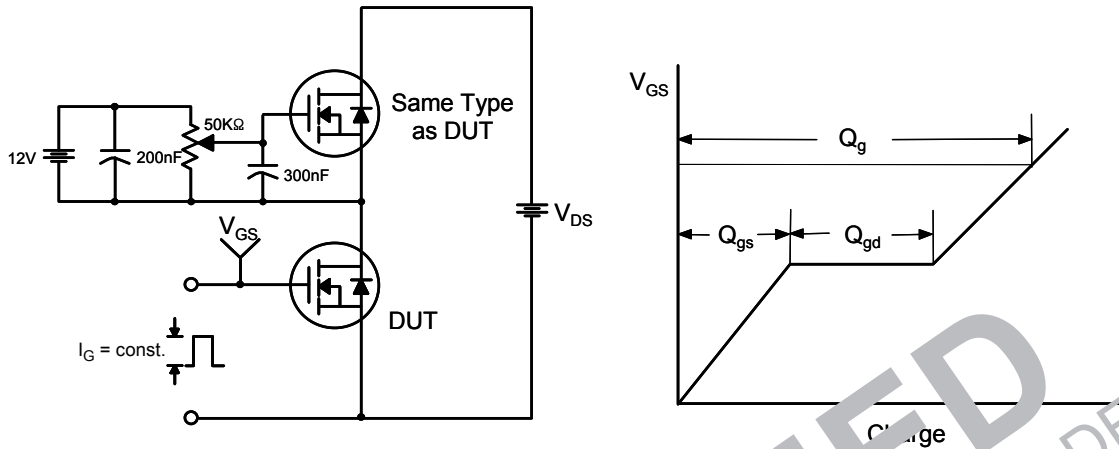 12V
200nF
50KΩ
300nF
Same Type
as DUT
V_DS
V_GS
DUT
I_G = const.
V_GS
Q_g
Q_gs
Q_gd